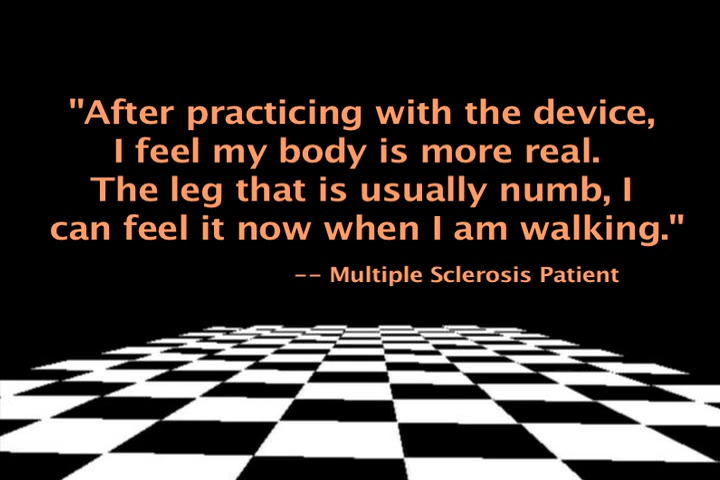 "After practicing with the device,
I feel my body is more real.
The leg that is usually numb, I
can feel it now when I am walking."
-- Multiple Sclerosis Patient